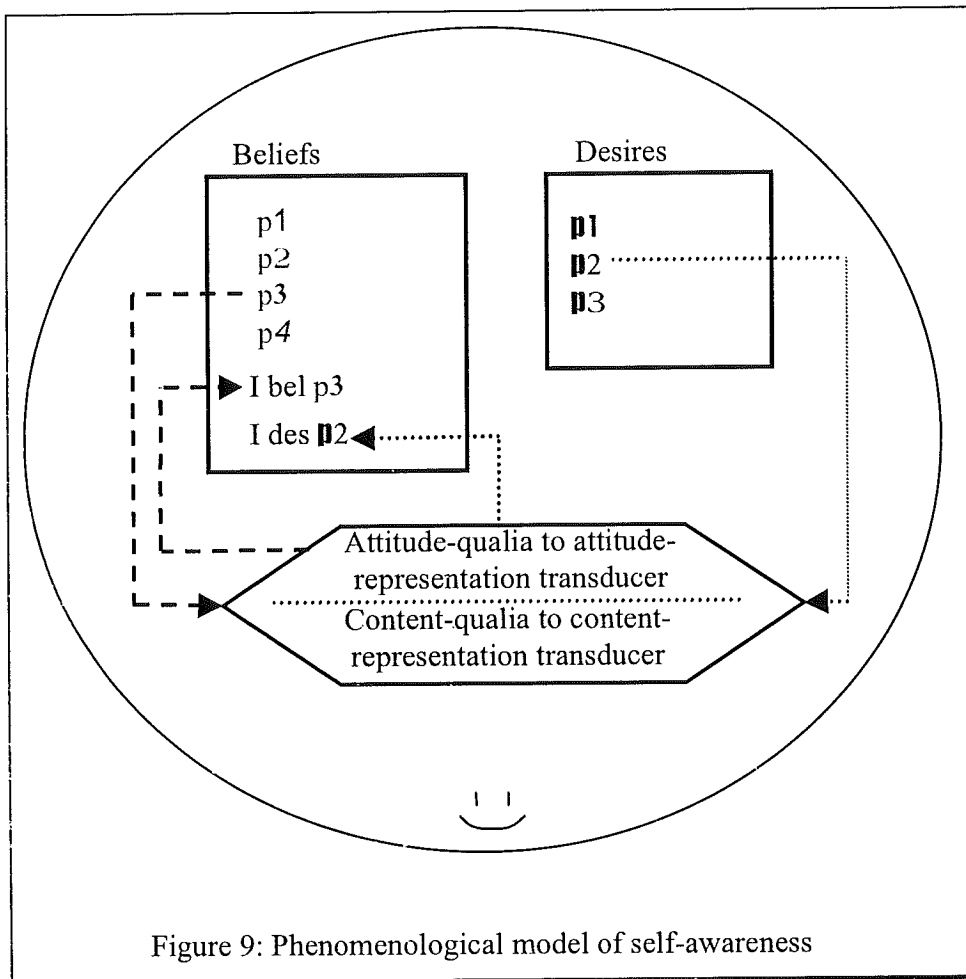 Beliefs
p1
p2
p3
p4
I bel p3
I des p2
Desires
p1
p2
p3
Attitude-qualia to attitude-
representation transducer
Content-qualia to content-
representation transducer
Figure 9: Phenomenological model of self-awareness